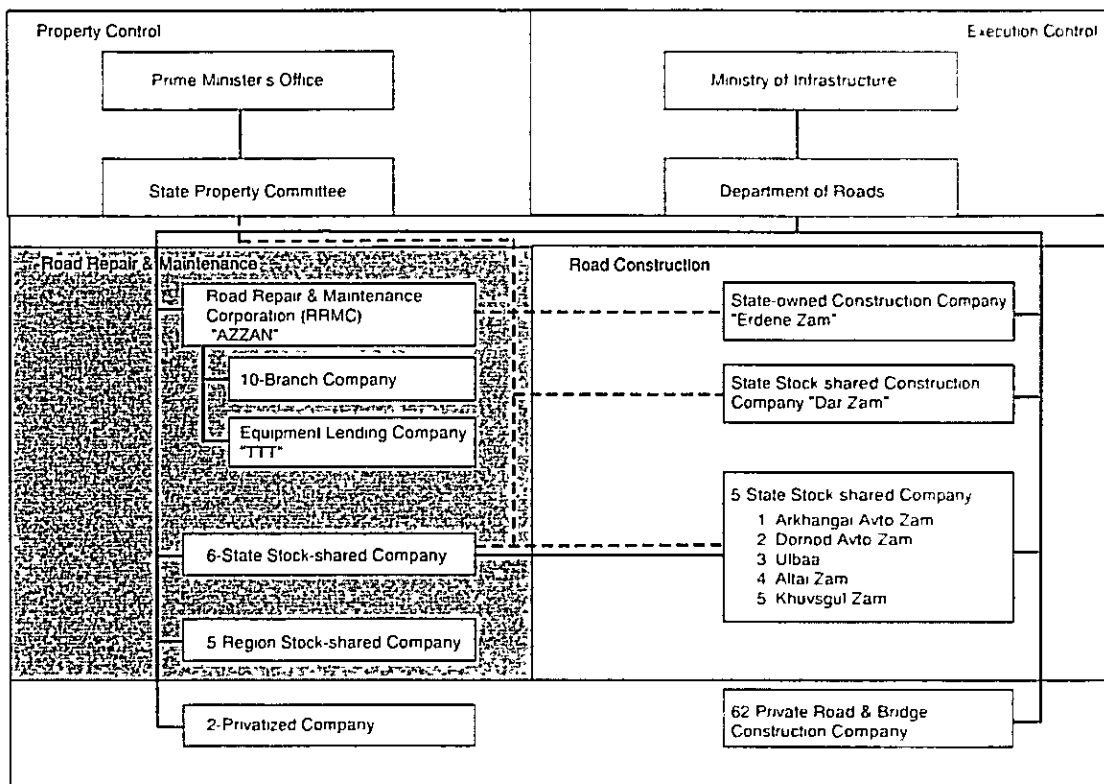 Property Control
Execution Control
Prime Minister's Office
Ministry of Infrastructure
State Property Committee
Department of Roads
Road Repair & Maintenance
Road Construction
Road Repair & Maintenance
Corporation (RRMC)
"AZZAN"
10-Branch Company
Equipment Lending Company
"TTT"
6-State Stock-shared Company
5 Region Stock-shared Company
2-Privatized Company
State-owned Construction Company
"Erdene Zam"
State Stock shared Construction
Company "Dar Zam"
5 State Stock shared Company
1 Arkhangai Avto Zam
2 Dornod Avto Zam
3 Ulbaa
4 Altai Zam
5 Khuvsgul Zam
62 Private Road & Bridge
Construction Company